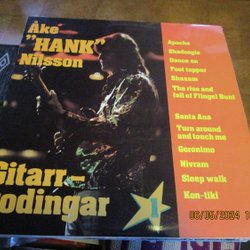 Åke
"HANK"
Nilsson
Apache
Shadoogie
Dance on
Foot tapper
Shazam
The rise and
fall of Flingel Bunt
Santa Ana
Turn around
and touch me
Geronimo
Nivram
Sleep walk
Kon-tiki
Gitarr-
odingar
1
06/05/2024